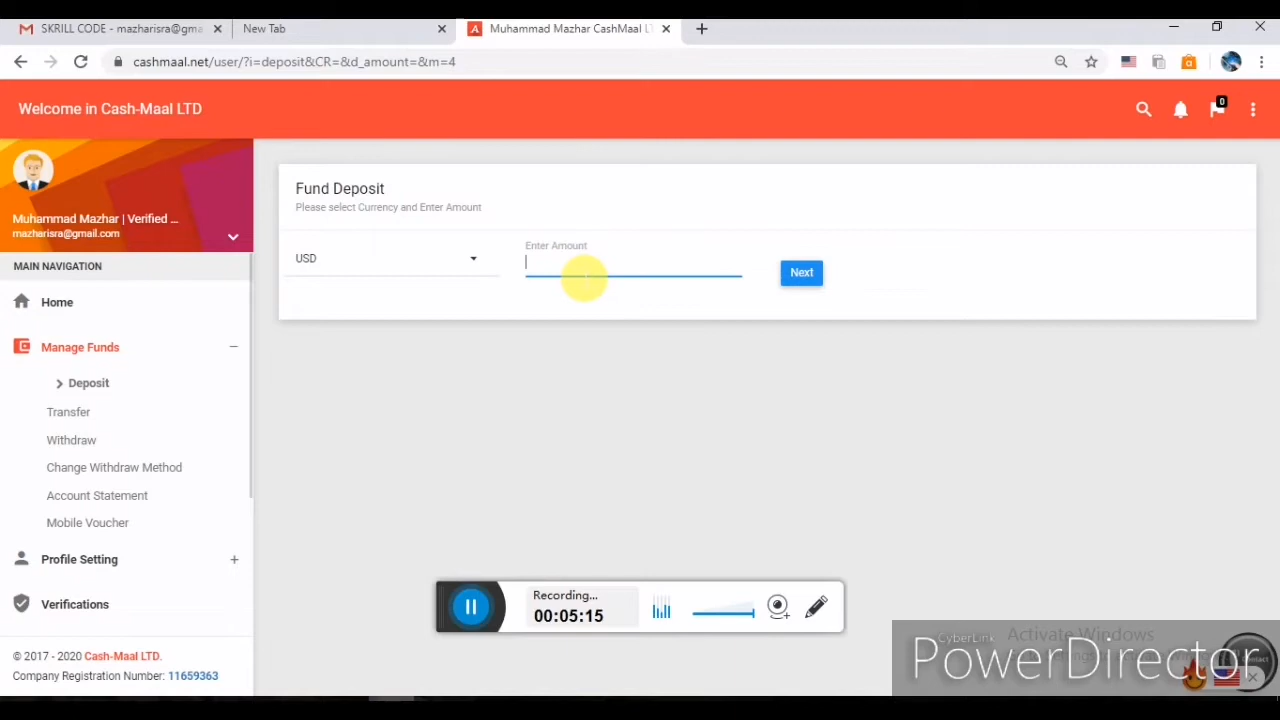 SKRILL CODE - mazharisra@gma
New Tab
Muhammad Mazhar CashMaal LT
cashmaal.net/user/?i=deposit&CR=&d_amount=&m=4
Welcome in Cash-Maal LTD
0
Muhammad Mazhar | Verified ...
mazharisra@gmail.com
MAIN NAVIGATION
Home
Manage Funds
Deposit
Transfer
Withdraw
Change Withdraw Method
Account Statement
Mobile Voucher
Profile Setting
Verifications
© 2017 - 2020 Cash-Maal LTD.
Company Registration Number: 11659363
Fund Deposit
Please select Currency and Enter Amount
USD
Enter Amount
Next
Recording...
00:05:15
Activate Windows
CyberLink
PowerDirector